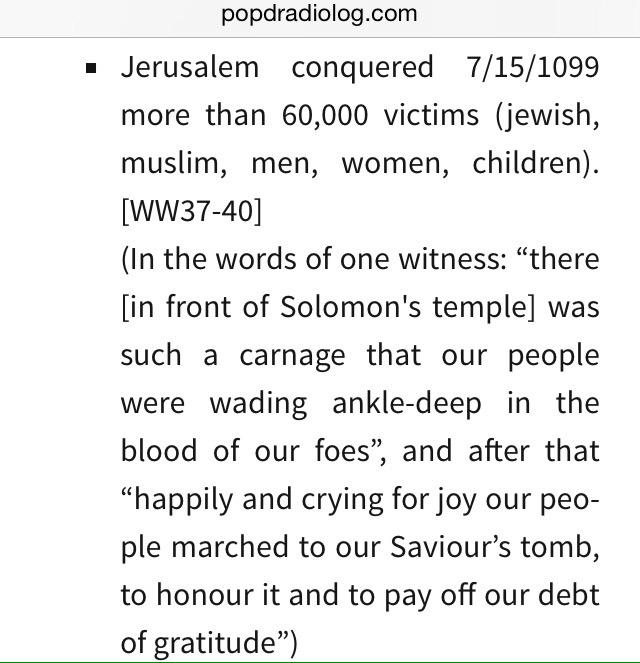 popdradiolog.com
Jerusalem conquered 7/15/1099
more than 60,000 victims (jewish,
muslim, men, women, children).
[WW37-40]
(In the words of one witness: “there
[in front of Solomon's temple] was
such a carnage that our people
were wading ankle-deep in the
blood of our foes”, and after that
“happily and crying for joy our peo-
ple marched to our Saviour’s tomb,
to honour it and to pay off our debt
of gratitude”)